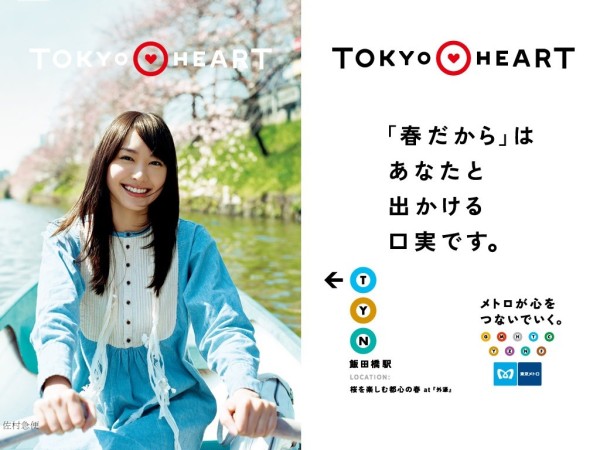 TOKYO HEART
TOKYO HEART
「春だから」は
あなたと
出かける
口実です。
←
T
Y
N
飯田橋駅
LOCATION:
桜を楽しむ都心の春 at 『外濠』
メトロが心を
つないでいく。
G M H T C
Y Z N F
東京メトロ
佐村急便